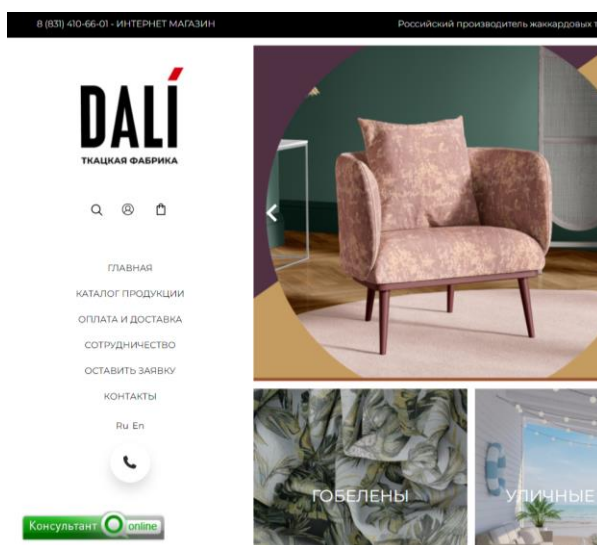 8 (831) 410-66-01 - ИНТЕРНЕТ МАГАЗИН
Российский производитель жаккардовых т
DALÍ
ТКАЦКАЯ ФАБРИКА
ГЛАВНАЯ
КАТАЛОГ ПРОДУКЦИИ
ОПЛАТА И ДОСТАВКА
СОТРУДНИЧЕСТВО
ОСТАВИТЬ ЗАЯВКУ
КОНТАКТЫ
Ru En
ГОБЕЛЕНЫ
УЛИЧНЫЕ
Консультант online